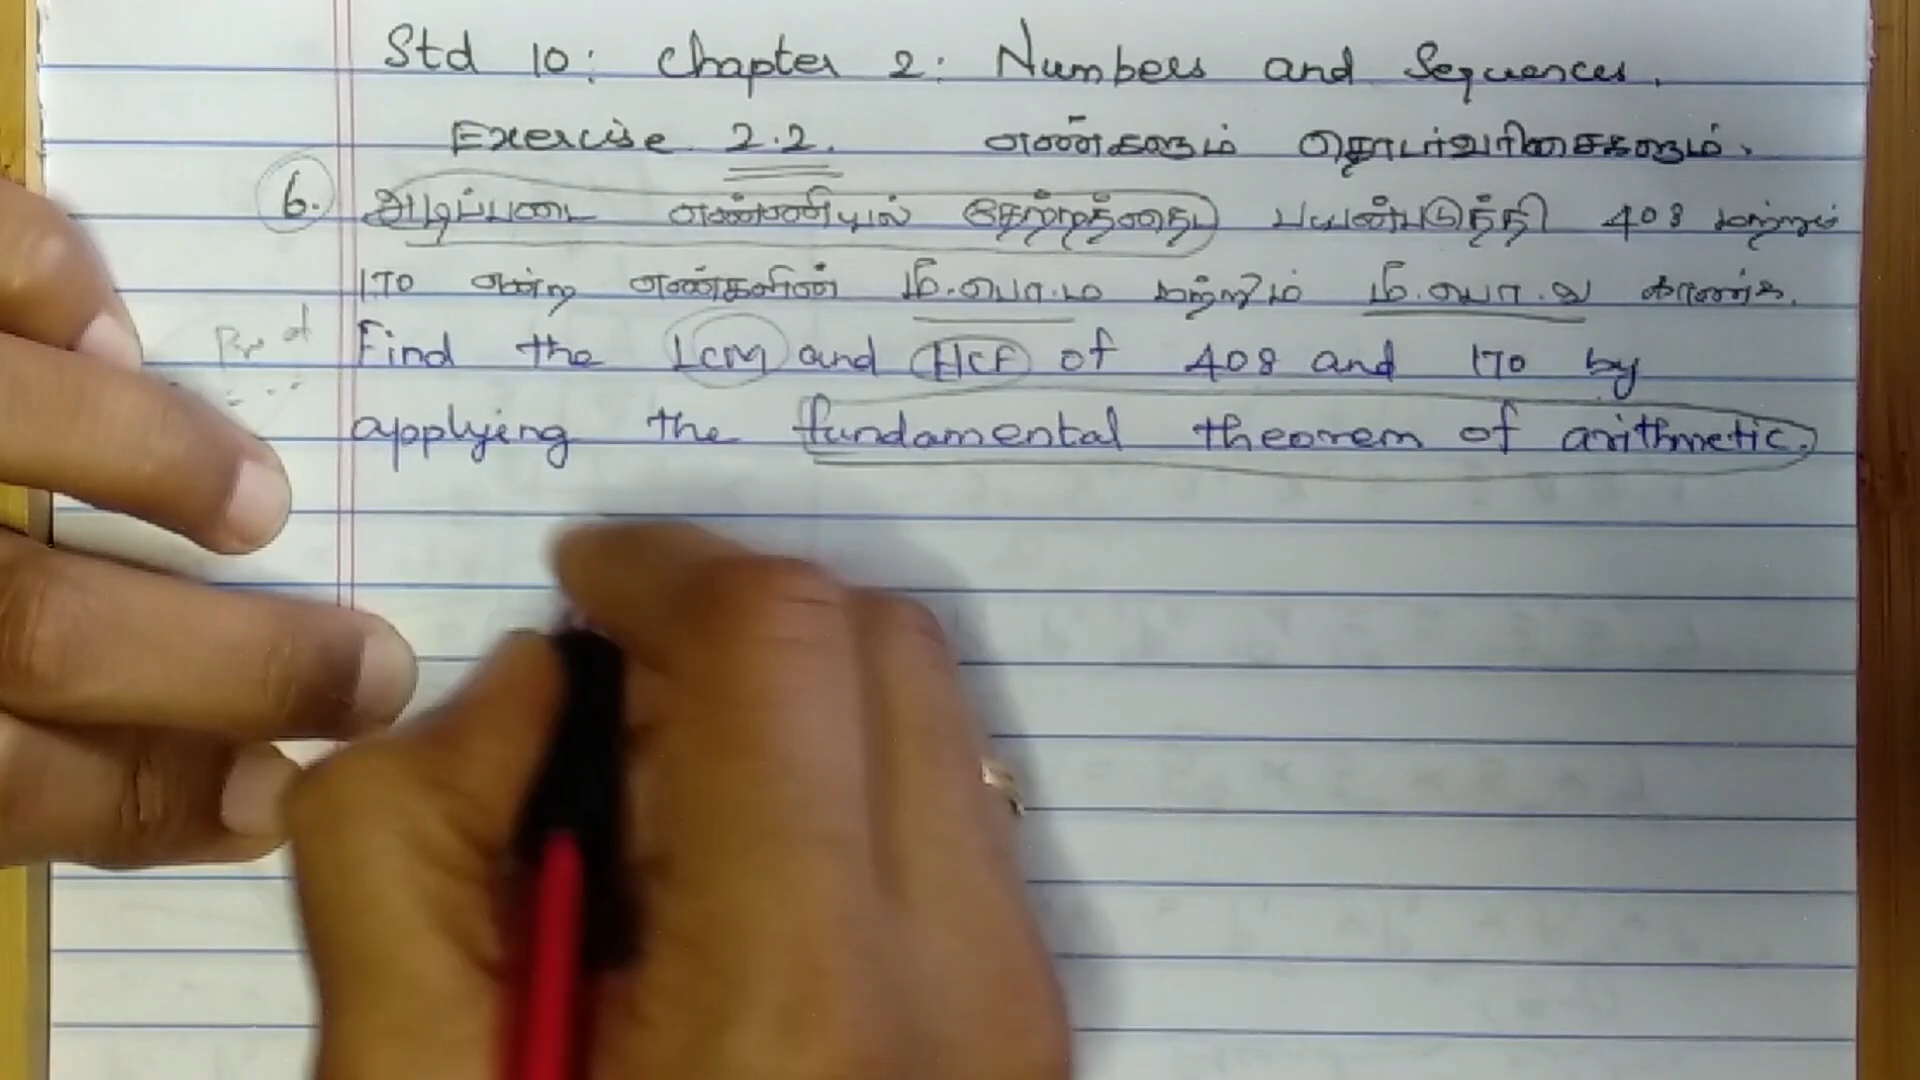 Std 10: Chapter 2: Numbers and Sequences.
Exercise 2.2. எண்களும் தொடர்வரிசைகளும்.
6. அடிப்படை எண்ணியல் தேற்றத்தை பயன்படுத்தி 408 மற்றும்
170 என்ற எண்களின் மீ.பொ.ம மற்றும் மீ.பொ.வ காண்க.
Find the LCM and HCF of 408 and 170 by
applying the fundamental theorem of arithmetic.